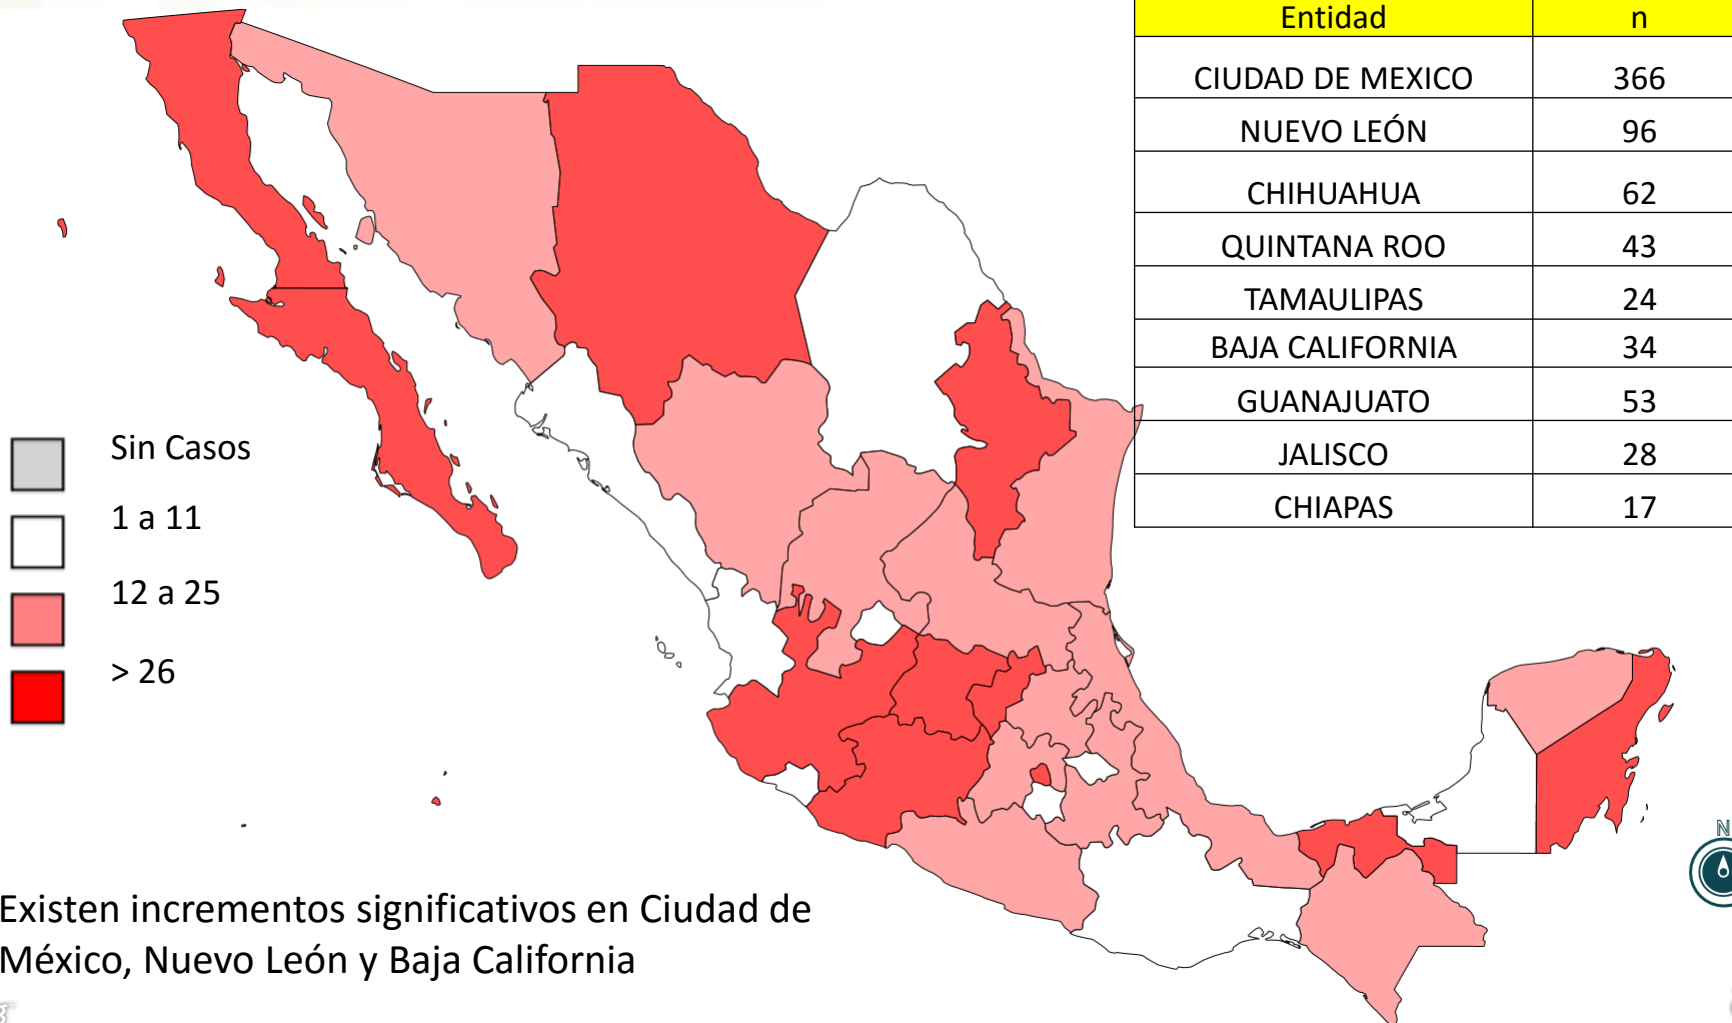 Entidad n
CIUDAD DE MEXICO 366
NUEVO LEÓN 96
CHIHUAHUA 62
QUINTANA ROO 43
TAMAULIPAS 24
BAJA CALIFORNIA 34
GUANAJUATO 53
JALISCO 28
CHIAPAS 17
Sin Casos
1 a 11
12 a 25
> 26
N
Existen incrementos significativos en Ciudad de
México, Nuevo León y Baja California